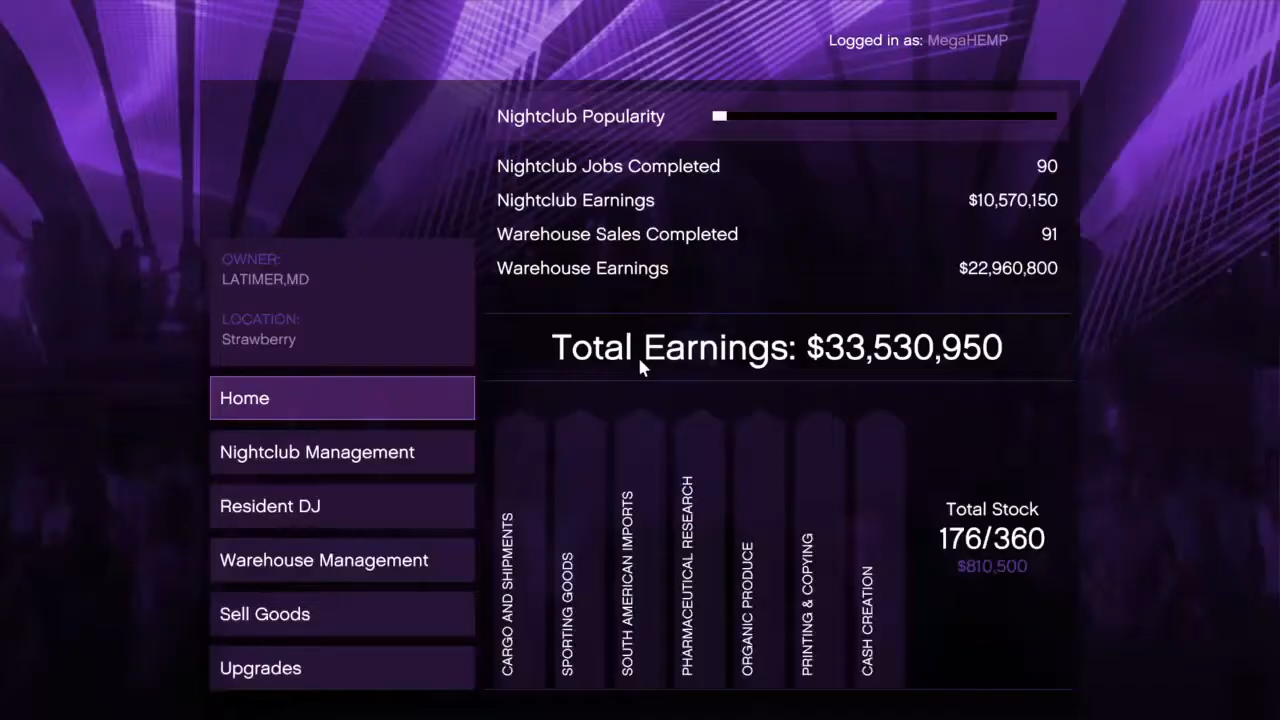 Logged in as: MegaHEMP
Nightclub Popularity
Nightclub Jobs Completed 90
Nightclub Earnings $10,570,150
Warehouse Sales Completed 91
Warehouse Earnings $22,960,800
OWNER:
LATIMER,MD
LOCATION:
Strawberry
Total Earnings: $33,530,950
Home
Nightclub Management
Resident DJ
Warehouse Management
Sell Goods
Upgrades
CARGO AND SHIPMENTS
SPORTING GOODS
SOUTH AMERICAN IMPORTS
PHARMACEUTICAL RESEARCH
ORGANIC PRODUCE
PRINTING & COPYING
CASH CREATION
Total Stock
176/360
$810,500